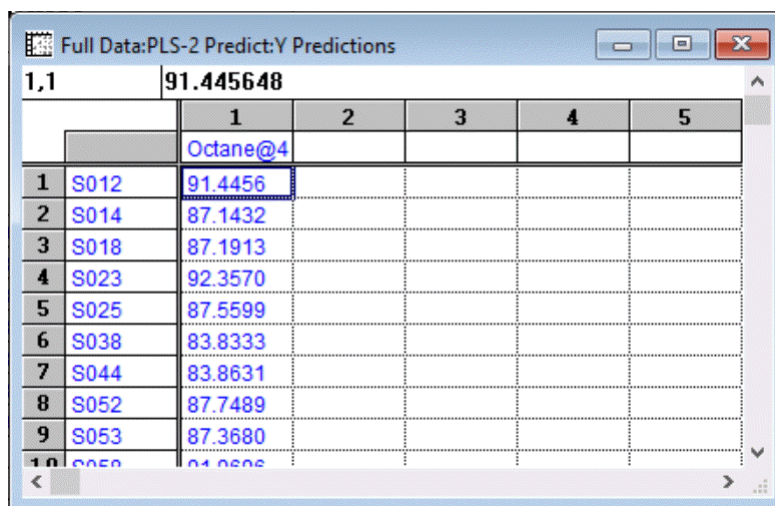 Full Data:PLS-2 Predict:Y Predictions
1,1 91.445648
1 2 3 4 5
Octane@4
1 S012 91.4456
2 S014 87.1432
3 S018 87.1913
4 S023 92.3570
5 S025 87.5599
6 S038 83.8333
7 S044 83.8631
8 S052 87.7489
9 S053 87.3680
10